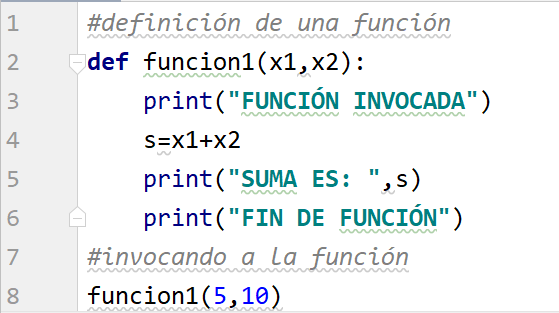 1 #definición de una función
2 def funcion1(x1,x2):
3 print("FUNCIÓN INVOCADA")
4 s=x1+x2
5 print("SUMA ES: ",s)
6 print("FIN DE FUNCIÓN")
7 #invocando a la función
8 funcion1(5,10)